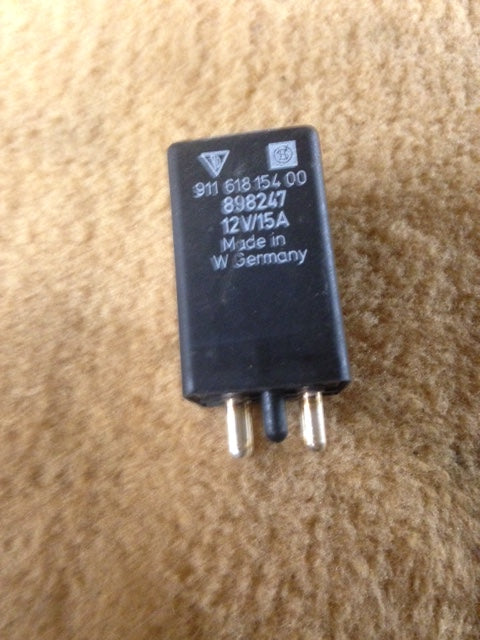 911 618 154 00
898247
12V/15A
Made in
W Germany